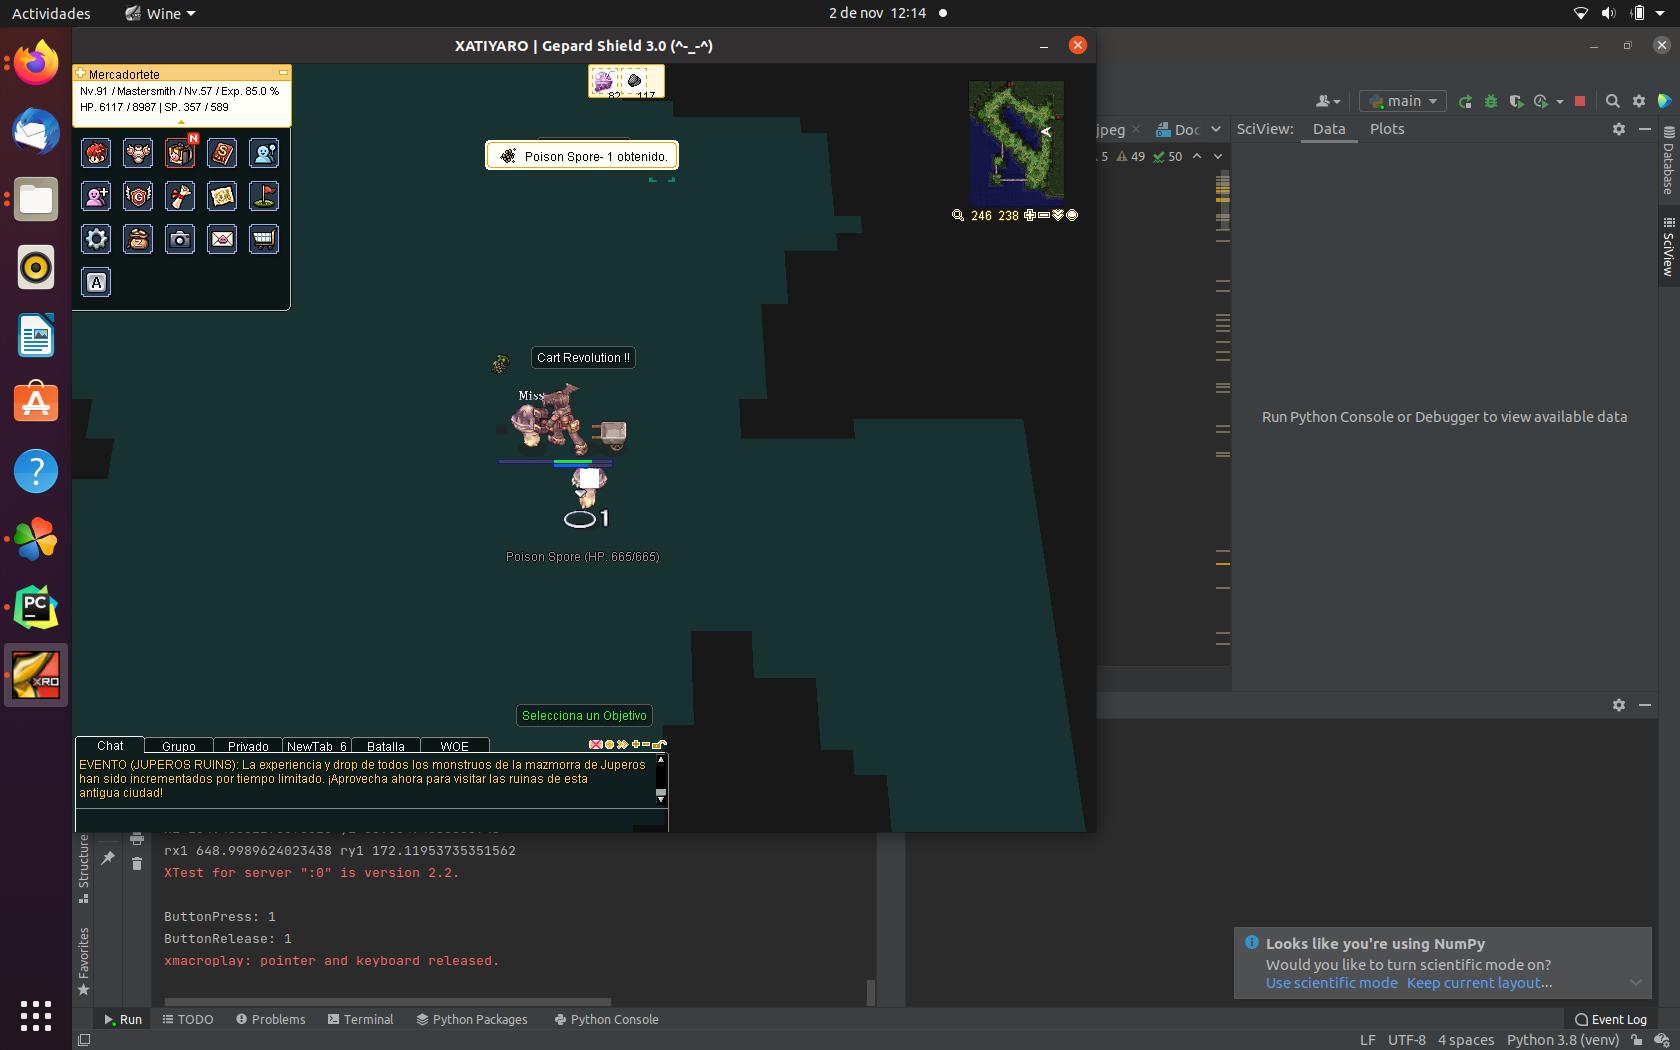 Actividades
Wine
2 de nov 12:14
XATIYARO | Gepard Shield 3.0 (^-_-^)
Mercadortete
Nv.91 / Mastersmith / Nv.57 / Exp. 85.0 %
HP. 6117 / 8987 | SP. 357 / 589
N
A
82
117
Poison Spore- 1 obtenido.
246 238
Cart Revolution !!
Miss
1
Poison Spore (HP: 665/665)
Selecciona un Objetivo
Chat
Grupo
Privado
NewTab_6
Batalla
WOE
EVENTO (JUPEROS RUINS): La experiencia y drop de todos los monstruos de la mazmorra de Juperos
han sido incrementados por tiempo limitado. ¡Aprovecha ahora para visitar las ruinas de esta
antigua ciudad!
main
jpeg
Doc
SciView:
Data
Plots
5
49
50
Database
SciView
Run Python Console or Debugger to view available data
PC
XRO
Structure
Favorites
rx1 648.9989624023438 ry1 172.11953735351562
XTest for server ":0" is version 2.2.
ButtonPress: 1
ButtonRelease: 1
xmacroplay: pointer and keyboard released.
Looks like you're using NumPy
Would you like to turn scientific mode on?
Use scientific mode
Keep current layout...
Run
TODO
Problems
Terminal
Python Packages
Python Console
Event Log
LF
UTF-8
4 spaces
Python 3.8 (venv)